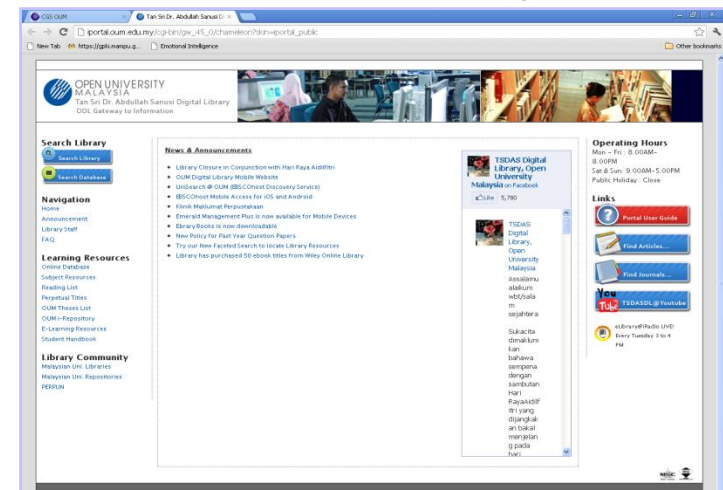 CGS OUM
Tan Sri Dr. Abdullah Sanusi Di
iportal.oum.edu.my/cgi-bin/gw_45_0/chameleon?skin=iportal_public
New Tab
https://gpki.mampu.g...
Emotional Intelligence
Other bookmarks
OPEN UNIVERSITY
MALAYSIA
Tan Sri Dr. Abdullah
Sanusi Digital Library
ODL Gateway to Information
Search Library
Search Library
Search Database
Navigation
Home
Announcement
Library Staff
FAQ
Learning Resources
Online Database
Subject Resources
Reading List
Perpetual Titles
OUM Theses List
OUM i-Repository
E-Learning Resources
Student Handbook
Library Community
Malaysian Uni. Libraries
Malaysian Uni. Repositories
PERPUN
News & Announcements
Library Closure in Conjunction with Hari Raya Aidilfitri
OUM Digital Library Mobile Website
UniSearch @ OUM (EBSCOhost Discovery Service)
EBSCOhost Mobile Access for iOS and Android
Klinik Maklumat Perpustakaan
Emerald Management Plus is now available for Mobile Devices
Ebrary Books is now downloadable
New Policy for Past Year Question Papers
Try our New Faceted Search to locate Library Resources
Library has purchased 50 ebook titles from Wiley Online Library
TSDAS Digital
Library, Open
University
Malaysia on Facebook
Like 5,780
TSDAS
Digital
Library,
Open
University
Malaysia
Assalamu
alaikum
wbt/sala
m
sejahtera
Sukacita
dimaklum
kan
bahawa
sempena
dengan
sambutan
Hari
RayaAidilf
itri yang
dijangkak
an bakal
menjelan
g pada
hari
Operating Hours
Mon - Fri : 8.00AM-
8.00PM
Sat & Sun: 9.00AM-5.00PM
Public Holiday : Close
Links
Portal User Guide
Find Articles...
Find Journals...
You
Tube TSDASDL@Youtube
eLibrary@iRadio LIVE!
Every Tuesday 3 to 4
PM
MISC